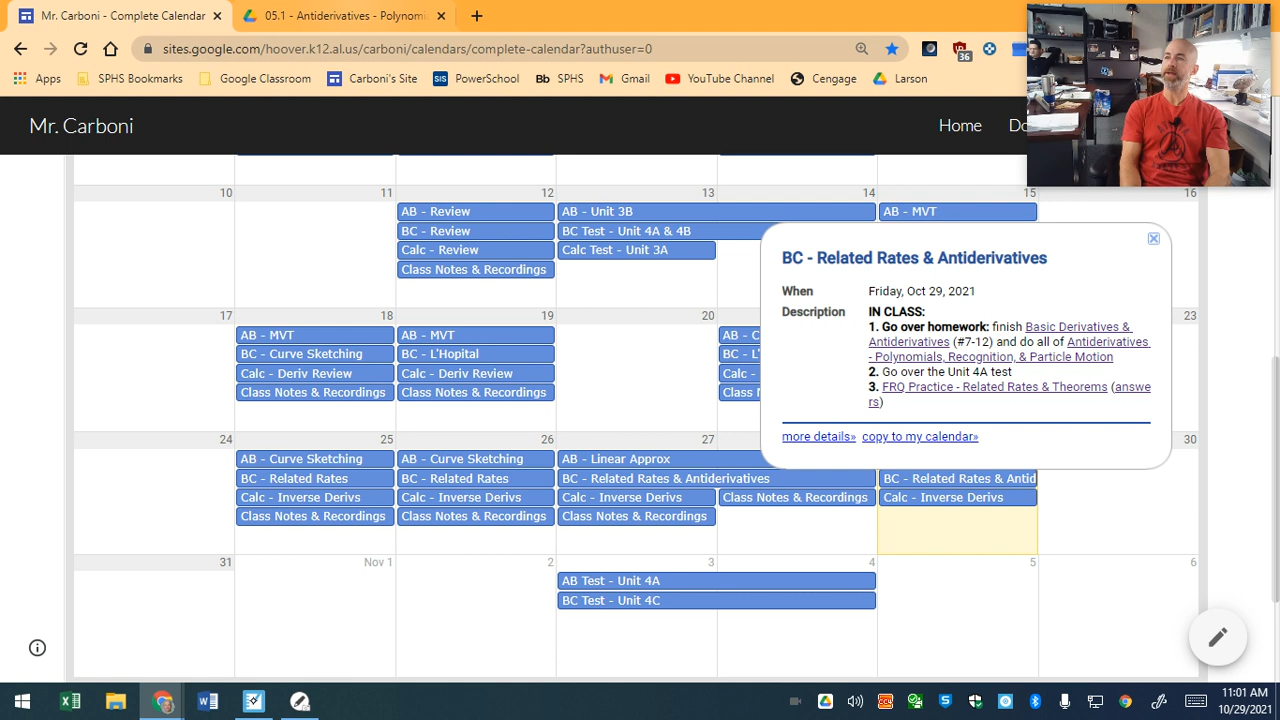 Mr. Carboni - Complete Calendar
05.1 - Antiderivatives - Polynomi
sites.google.com/hoover.k12.al.us/carboni/calendars/complete-calendar?authuser=0
36
Apps SPHS Bookmarks Google Classroom Carboni's Site SIS PowerSchool Bb SPHS Gmail YouTube Channel Cengage Larson
Mr. Carboni Home Do
10 11 12 13 14 15 16
AB - Review AB - Unit 3B AB - MVT
BC - Review BC Test - Unit 4A & 4B
Calc - Review Calc Test - Unit 3A
Class Notes & Recordings
BC - Related Rates & Antiderivatives
When Friday, Oct 29, 2021
Description IN CLASS:
1. Go over homework: finish Basic Derivatives &
Antiderivatives (#7-12) and do all of Antiderivatives
- Polynomials, Recognition, & Particle Motion
2. Go over the Unit 4A test
3. FRQ Practice - Related Rates & Theorems (answe
rs)
more details» copy to my calendar»
17 18 19 20 23
AB - MVT AB - MVT AB - C
BC - Curve Sketching BC - L'Hopital BC - L'
Calc - Deriv Review Calc - Deriv Review Calc -
Class Notes & Recordings Class Notes & Recordings Class N
24 25 26 27 30
AB - Curve Sketching AB - Curve Sketching AB - Linear Approx
BC - Related Rates BC - Related Rates BC - Related Rates & Antiderivatives BC - Related Rates & Antid
Calc - Inverse Derivs Calc - Inverse Derivs Calc - Inverse Derivs Class Notes & Recordings Calc - Inverse Derivs
Class Notes & Recordings Class Notes & Recordings Class Notes & Recordings
31 Nov 1 2 3 4 5 6
AB Test - Unit 4A
BC Test - Unit 4C
11:01 AM
10/29/2021